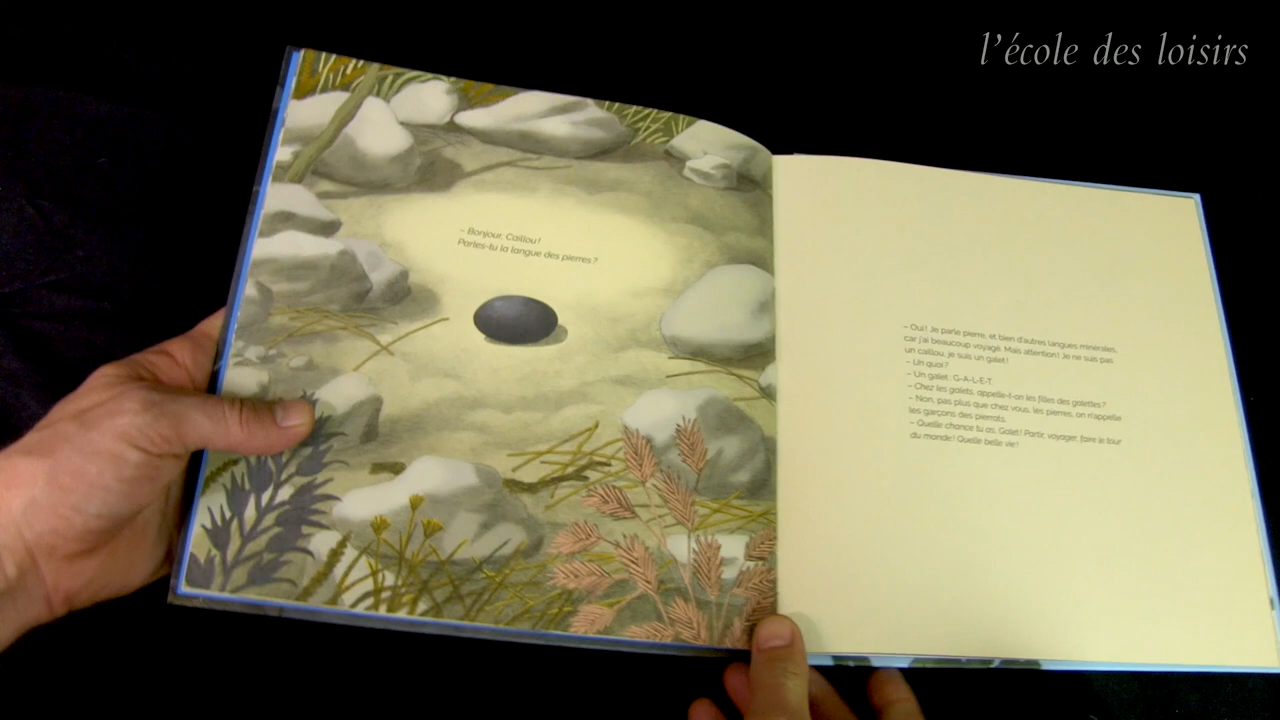 l'école des loisirs
– Bonjour, Caillou !
Parles-tu la langue des pierres ?
– Oui ! Je parle pierre, et bien d'autres langues minérales,
car j'ai beaucoup voyagé. Mais attention ! Je ne suis pas
un caillou, je suis un galet !
– Un quoi ?
– Un galet. G-A-L-E-T.
– Chez les galets, appelle-t-on les filles des galettes ?
– Non, pas plus que chez vous, les pierres, on n'appelle
les garçons des pierrots.
– Quelle chance tu as, Galet ! Partir, voyager, faire le tour
du monde ! Quelle belle vie !